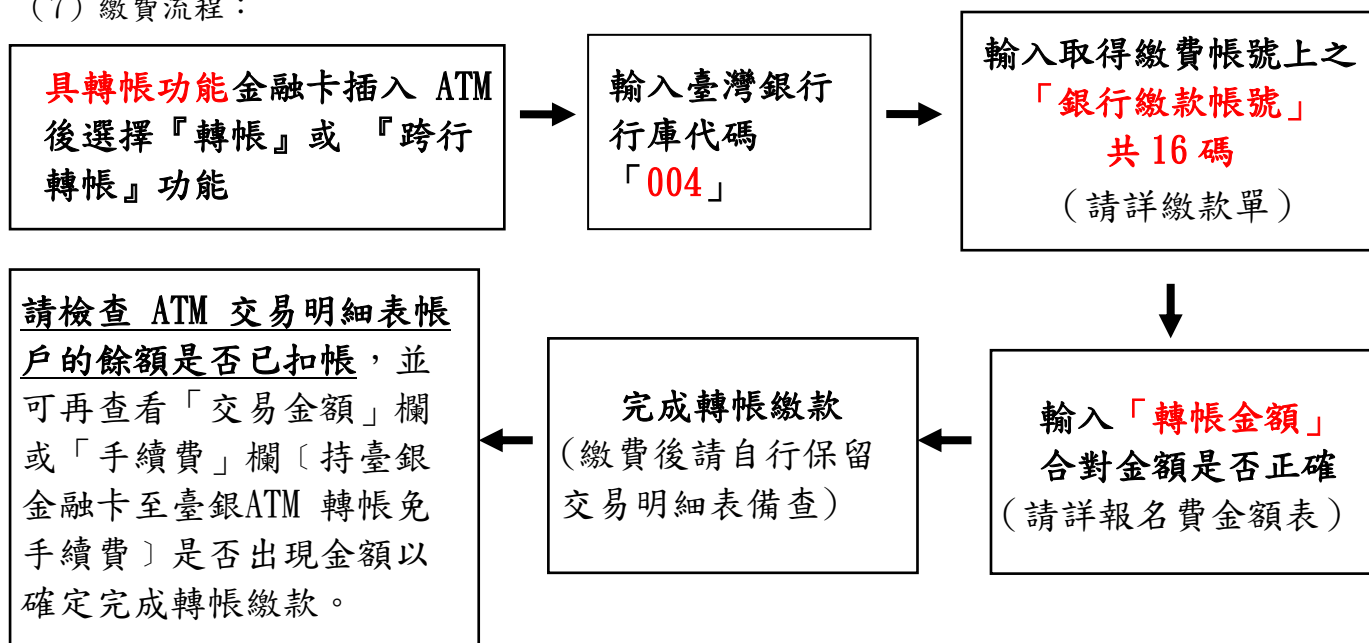 （7）繳費流程：
具轉帳功能金融卡插入 ATM
後選擇『轉帳』或 『跨行
轉帳』功能
輸入臺灣銀行
行庫代碼
「004」
輸入取得繳費帳號上之
「銀行繳款帳號」
共 16 碼
（請詳繳款單）
輸入「轉帳金額」
合對金額是否正確
（請詳報名費金額表）
完成轉帳繳款
(繳費後請自行保留
交易明細表備查)
請檢查 ATM 交易明細表帳
戶的餘額是否已扣帳，並
可再查看「交易金額」欄
或「手續費」欄〔持臺銀
金融卡至臺銀ATM 轉帳免
手續費〕是否出現金額以
確定完成轉帳繳款。